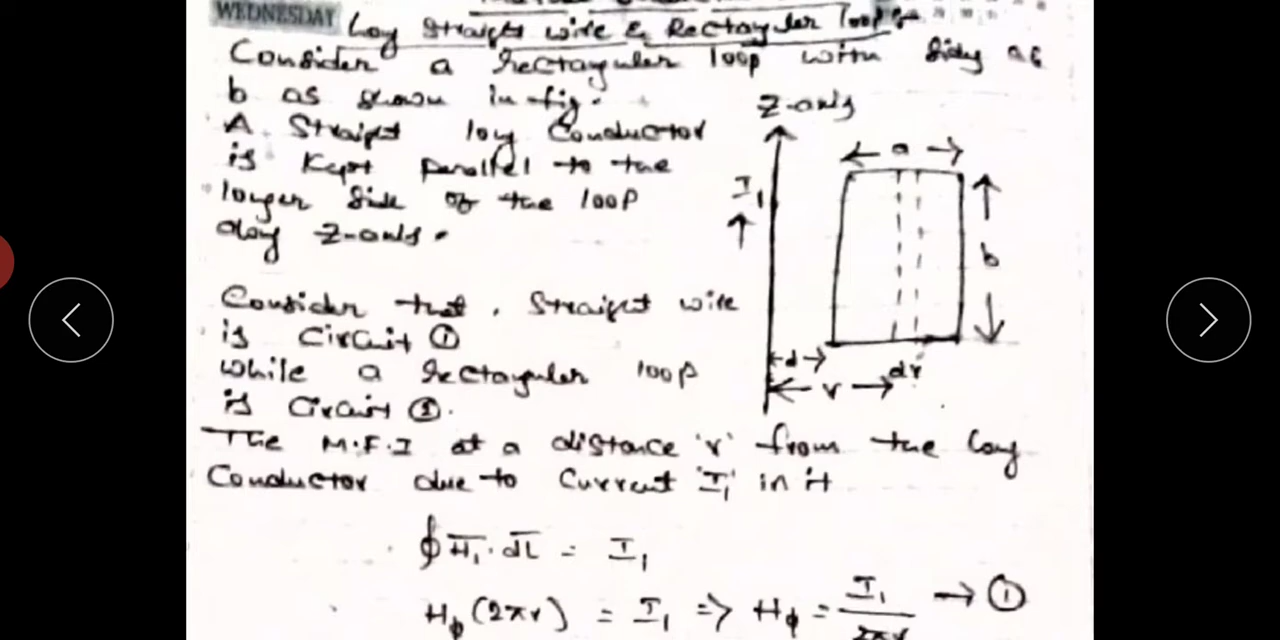 WEDNESDAY
Long Straight wire & Rectangular loop :-
Consider a rectangular loop with sides a &
b as shown in fig.
A straight long Conductor
is kept parallel to the
longer side of the loop
along Z-axis.
Z-axis
I₁
a
b
d
r
dr
Consider that, Straight wire
is Circuit ①
while a rectangular loop
is Circuit ②.
The M.F.I at a distance 'r' from the long
Conductor due to Current 'I₁' in it
∮ H̅₁. dL̅ = I₁
Hϕ (2πr) = I₁ => Hϕ = I₁/2πr → ①